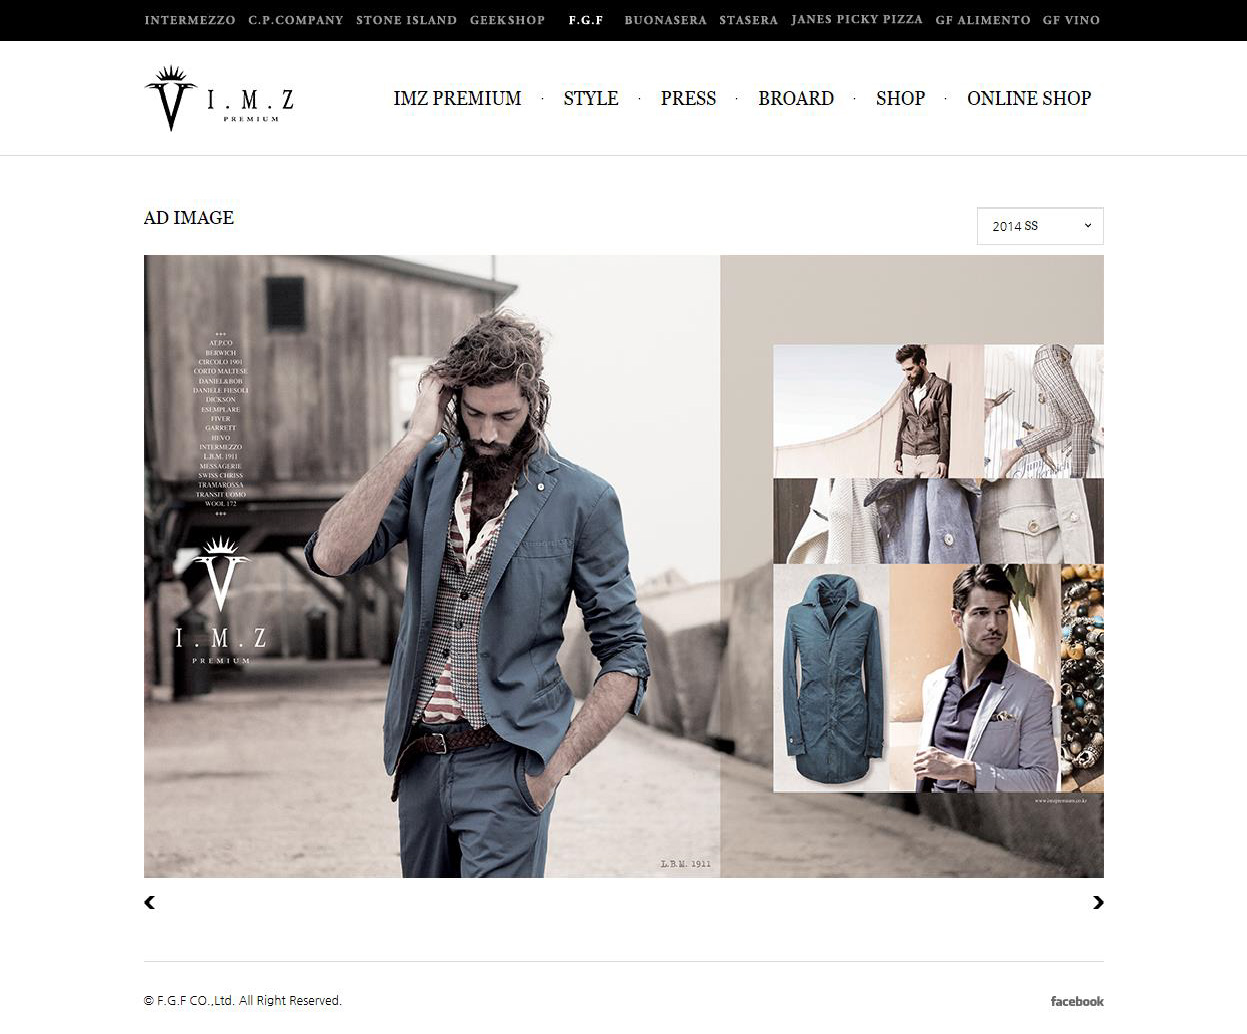 INTERMEZZO C.P.COMPANY STONE ISLAND GEEKSHOP F.G.F BUONASERA STASERA JANES PICKY PIZZA GF ALIMENTO GF VINO
I . M . Z
PREMIUM
IMZ PREMIUM · STYLE · PRESS · BROARD · SHOP · ONLINE SHOP
AD IMAGE
2014 SS
AT.P.CO
BERWICH
CIRCOLO 1901
CORTO MALTESE
DANIEL&BOB
DANIELE FIESOLI
DICKSON
ESEMPLARE
FIVER
GARRETT
HEVO
INTERMEZZO
L.B.M. 1911
MESSAGERIE
SWISS CHRISS
TRAMAROSSA
TRANSIT UOMO
WOOL 172
I . M . Z
PREMIUM
L.B.M. 1911
www.imzpremium.co.kr
© F.G.F CO.,Ltd. All Right Reserved.
facebook